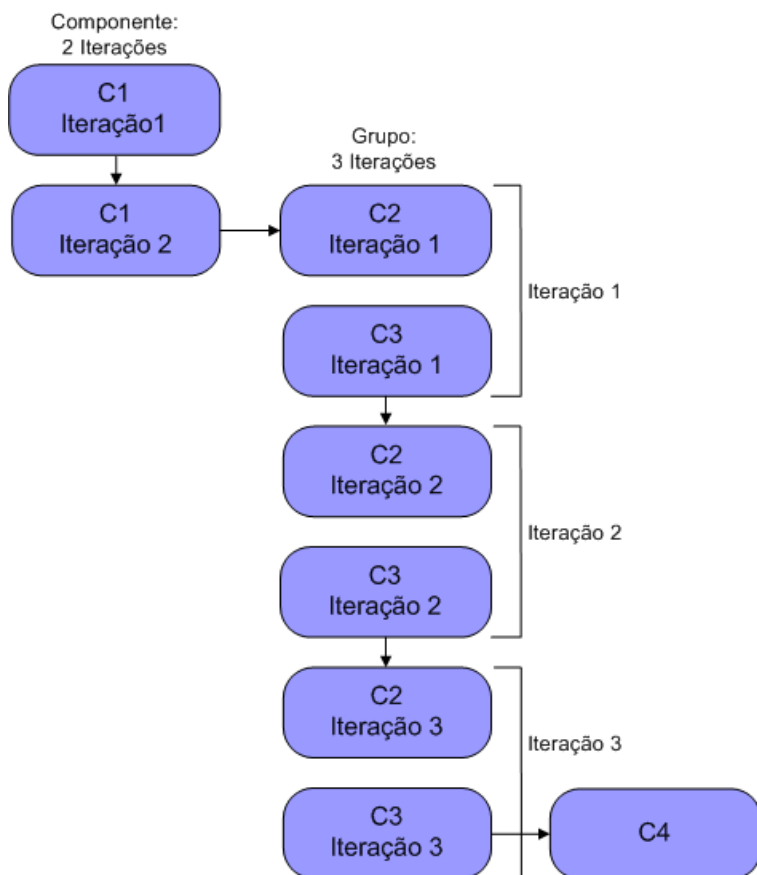 Componente:
2 Iterações
C1
Iteração1
Grupo:
3 Iterações
C1
Iteração 2
C2
Iteração 1
Iteração 1
C3
Iteração 1
C2
Iteração 2
Iteração 2
C3
Iteração 2
C2
Iteração 3
Iteração 3
C3
Iteração 3
C4